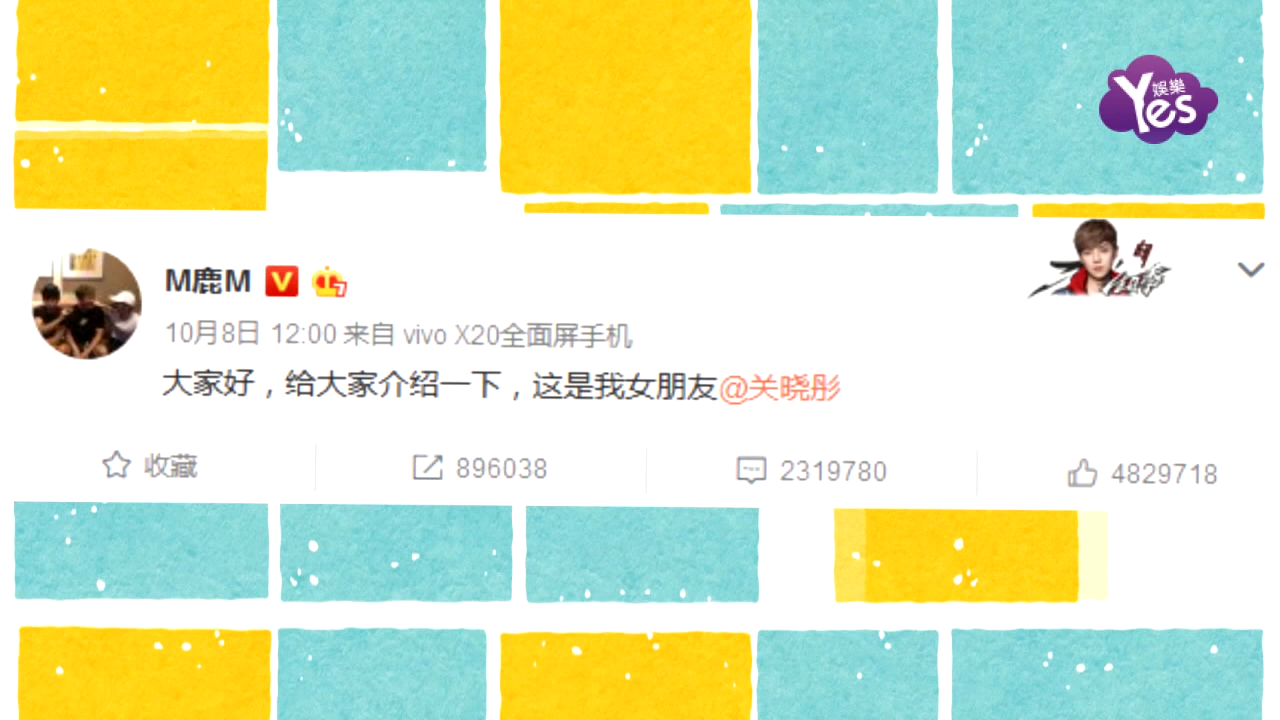 娛樂
Yes
M鹿M
10月8日 12:00 来自 vivo X20全面屏手机
大家好，给大家介绍一下，这是我女朋友@关晓彤
收藏
896038
2319780
4829718